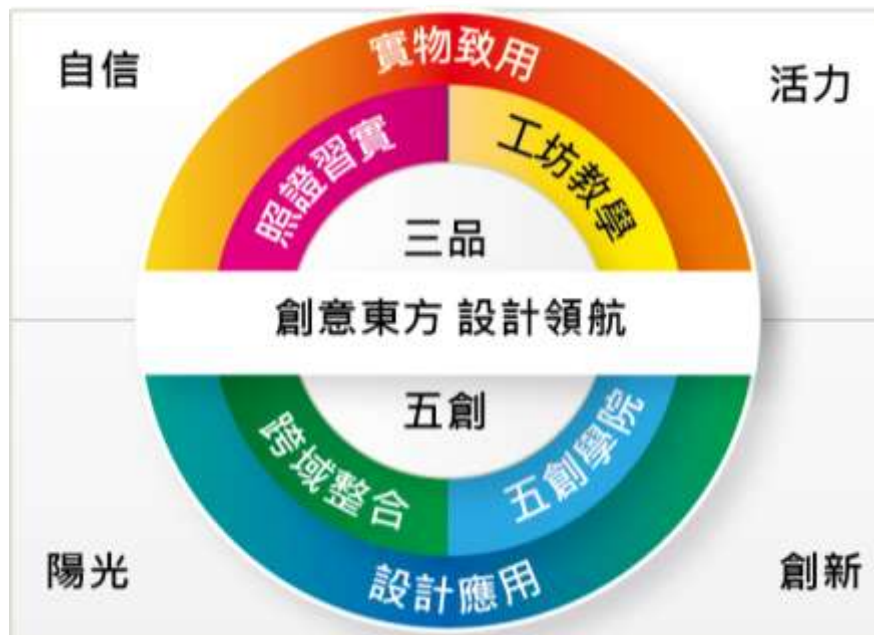 自信
活力
實物致用
照證習實
工坊教學
三品
創意東方 設計領航
五創
跨域整合
五創學院
設計應用
陽光
創新